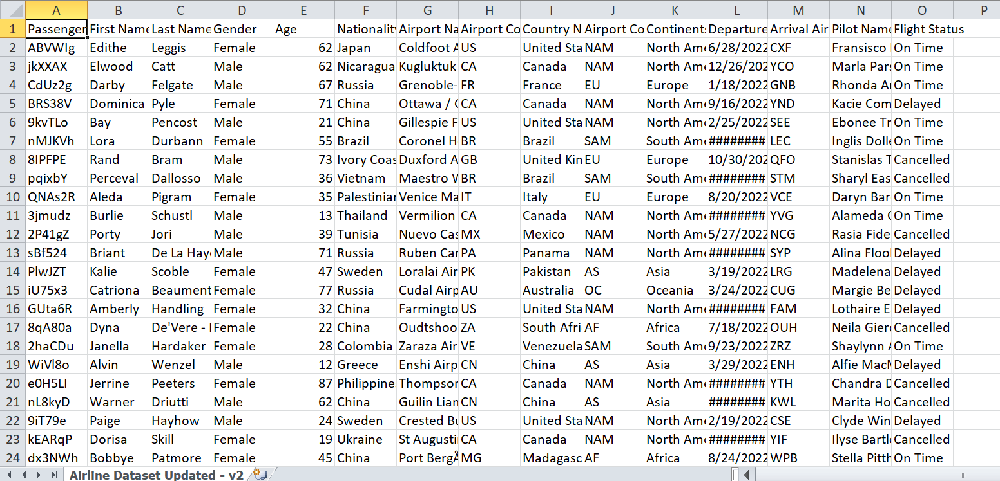 A B C D E F G H I J K L M N O P
1 Passenger First Name Last Name Gender Age Nationality Airport Na Airport Co Country N Airport Co Continents Departure Arrival Air Pilot Name Flight Status
2 ABVWIg Edithe Leggis Female 62 Japan Coldfoot A US United Sta NAM North Ame 6/28/2022 CXF Fransisco On Time
3 jkXXAX Elwood Catt Male 62 Nicaragua Kugluktuk CA Canada NAM North Ame 12/26/202 YCO Marla Pars On Time
4 CdUz2g Darby Felgate Male 67 Russia Grenoble- FR France EU Europe 1/18/2022 GNB Rhonda A On Time
5 BRS38V Dominica Pyle Female 71 China Ottawa / CA Canada NAM North Ame 9/16/2022 YND Kacie Com Delayed
6 9kvTLo Bay Pencost Male 21 China Gillespie F US United Sta NAM North Ame 2/25/2022 SEE Ebonee Tr On Time
7 nMJKVh Lora Durbann Female 55 Brazil Coronel H BR Brazil SAM South Ame ######## LEC Inglis Dolle On Time
8 8IPFPE Rand Bram Male 73 Ivory Coas Duxford A GB United Kin EU Europe 10/30/202 QFO Stanislas T Cancelled
9 pqixbY Perceval Dallosso Male 36 Vietnam Maestro W BR Brazil SAM South Ame ######## STM Sharyl Eas Cancelled
10 QNAs2R Aleda Pigram Female 35 Palestinian Venice Ma IT Italy EU Europe 8/20/2022 VCE Daryn Bar On Time
11 3jmudz Burlie Schustl Male 13 Thailand Vermilion CA Canada NAM North Ame ######## YVG Alameda On Time
12 2P41gZ Porty Jori Male 39 Tunisia Nuevo Cas MX Mexico NAM North Ame 5/27/2022 NCG Rasia Fide Cancelled
13 sBf524 Briant De La Hay Male 71 Russia Ruben Car PA Panama NAM North Ame ######## SYP Alina Floo Delayed
14 PlwJZT Kalie Scoble Female 47 Sweden Loralai Air PK Pakistan AS Asia 3/19/2022 LRG Madelena Delayed
15 iU75x3 Catriona Beaument Female 77 Russia Cudal Airp AU Australia OC Oceania 3/24/2022 CUG Margie Be Delayed
16 GUta6R Amberly Handling Female 32 China Farmingto US United Sta NAM North Ame ######## FAM Lothaire E Delayed
17 8qA80a Dyna De'Vere - Female 22 China Oudtshoo ZA South Afri AF Africa 7/18/2022 OUH Neila Gier Cancelled
18 2haCDu Janella Hardaker Female 28 Colombia Zaraza Air VE Venezuela SAM South Ame 9/23/2022 ZRZ Shaylynn On Time
19 WiVl8o Alvin Wenzel Male 12 Greece Enshi Airp CN China AS Asia 3/29/2022 ENH Alfie Mac Delayed
20 e0H5LI Jerrine Peeters Female 87 Philippines Thompson CA Canada NAM North Ame ######## YTH Chandra D Cancelled
21 nL8kyD Warner Driutti Male 62 China Guilin Lian CN China AS Asia ######## KWL Marita Ho Cancelled
22 9iT79e Paige Hayhow Male 24 Sweden Crested Bu US United Sta NAM North Ame 2/19/2022 CSE Clyde Win Delayed
23 kEARqP Dorisa Skill Female 19 Ukraine St Augusti CA Canada NAM North Ame ######## YIF Ilyse Bartl Cancelled
24 dx3NWh Bobbye Patmore Female 45 China Port BergÃ MG Madagasc AF Africa 8/24/2022 WPB Stella Pitth On Time
Airline Dataset Updated - v2